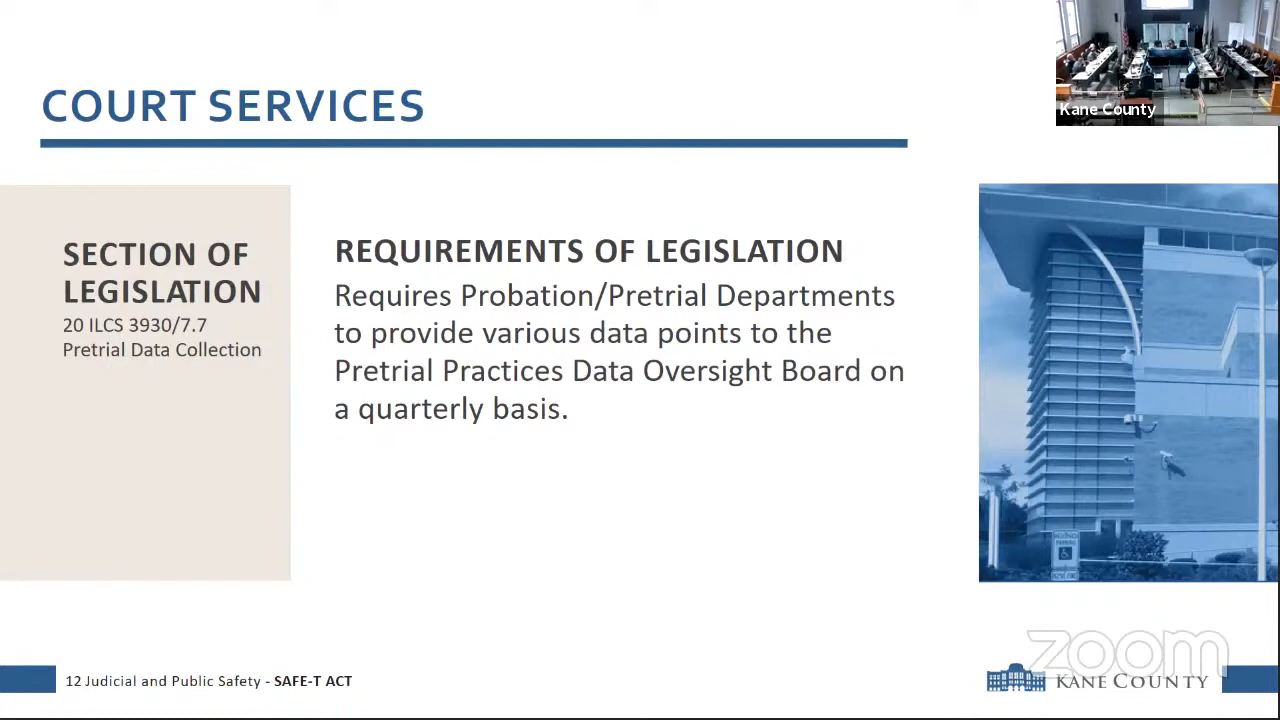 COURT SERVICES
Kane County
SECTION OF
LEGISLATION
20 ILCS 3930/7.7
Pretrial Data Collection
REQUIREMENTS OF LEGISLATION
Requires Probation/Pretrial Departments
to provide various data points to the
Pretrial Practices Data Oversight Board on
a quarterly basis.
PARKING
12 Judicial and Public Safety - SAFE-T ACT
zoom
KANE COUNTY